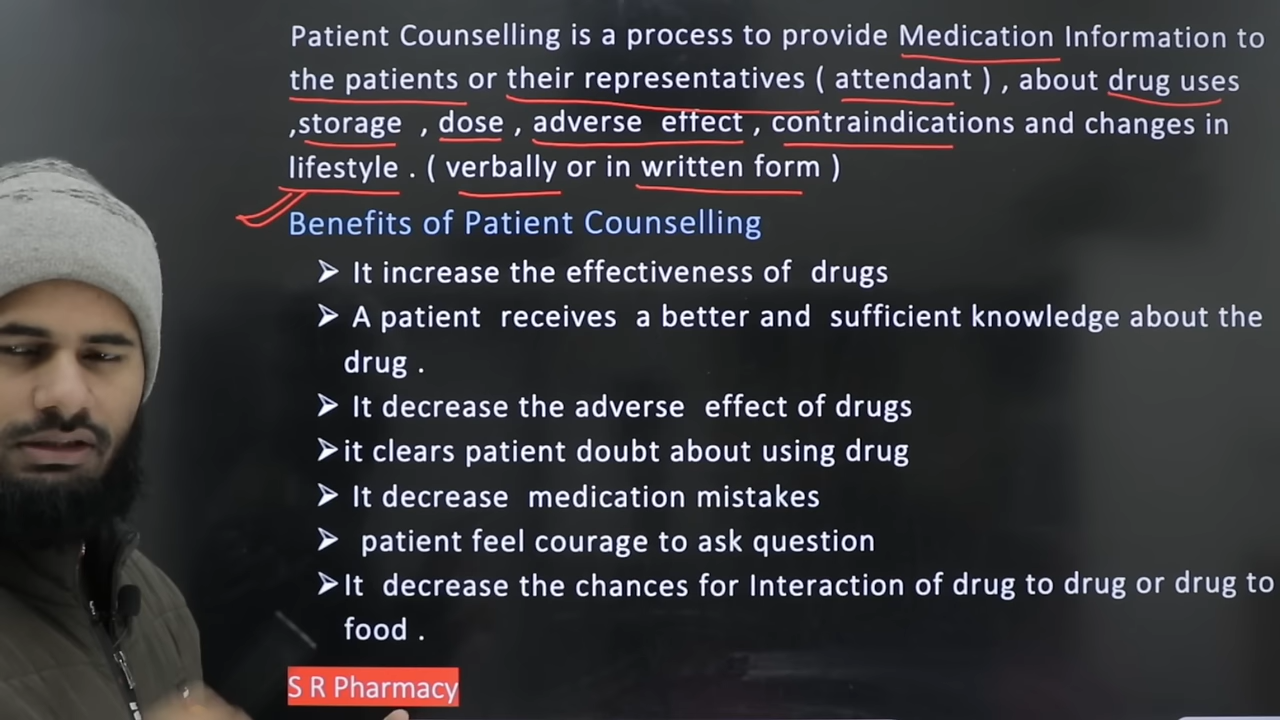 Patient Counselling is a process to provide Medication Information to
the patients or their representatives ( attendant ) , about drug uses
,storage , dose , adverse effect , contraindications and changes in
lifestyle . ( verbally or in written form )
Benefits of Patient Counselling
➢ It increase the effectiveness of drugs
➢ A patient receives a better and sufficient knowledge about the
drug .
➢ It decrease the adverse effect of drugs
➢ it clears patient doubt about using drug
➢ It decrease medication mistakes
➢ patient feel courage to ask question
➢ It decrease the chances for Interaction of drug to drug or drug to
food .
S R Pharmacy